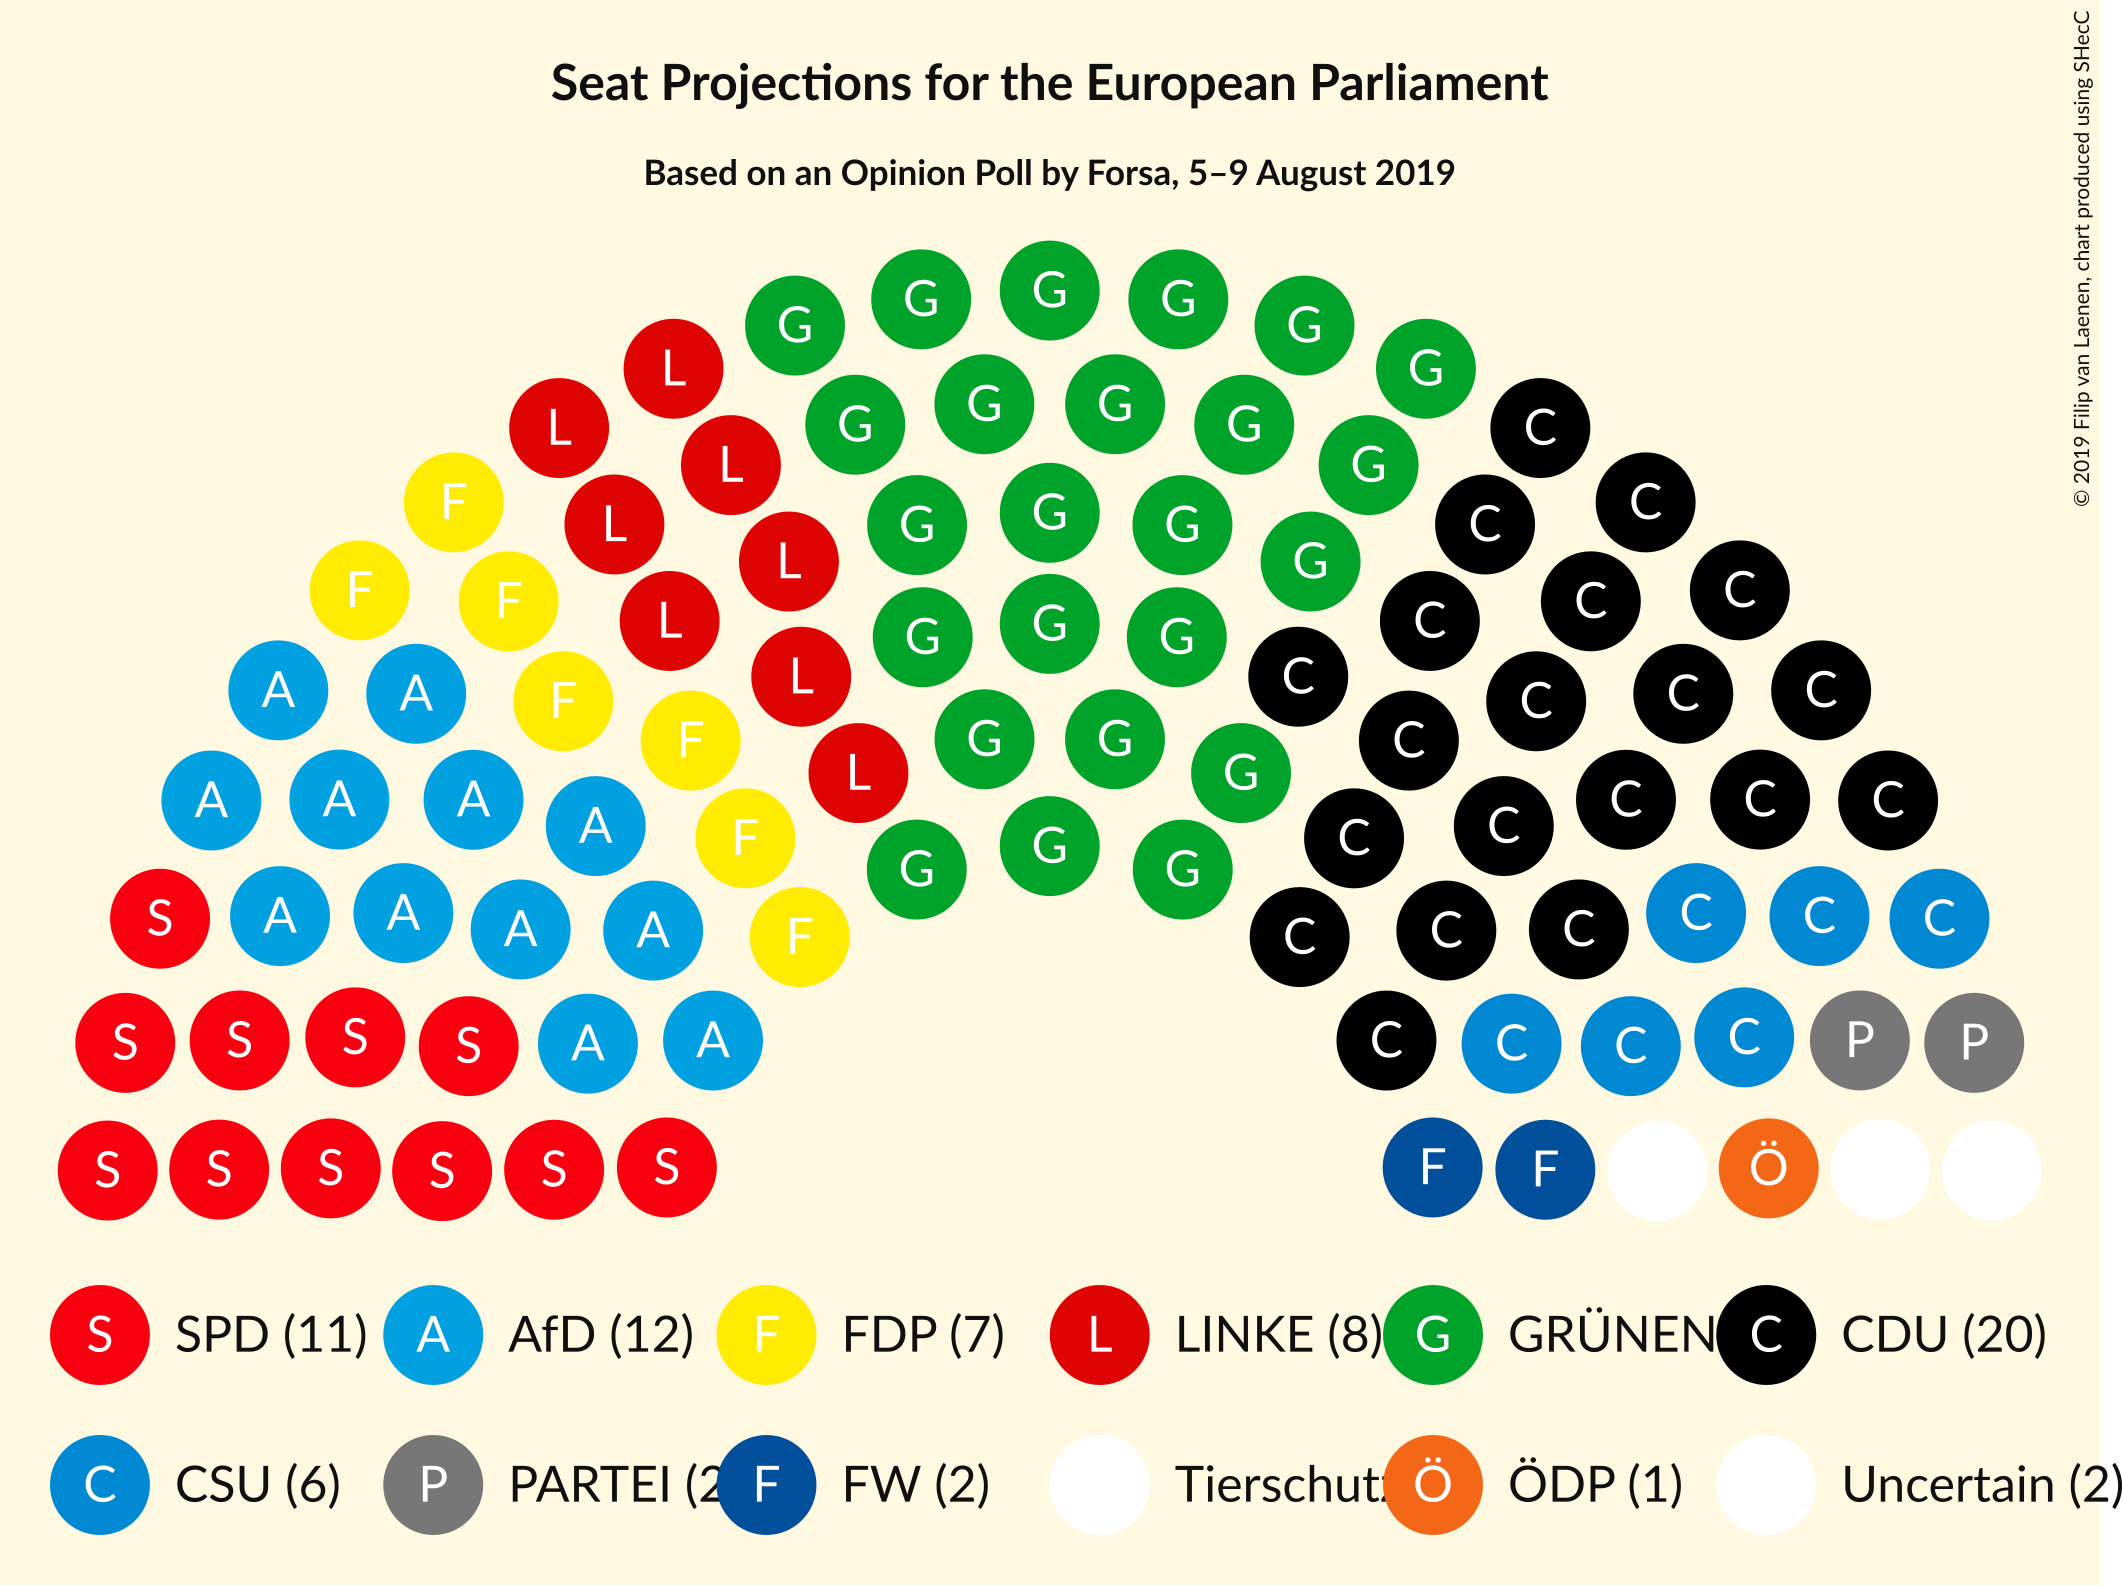 Seat Projections for the European Parliament
Based on an Opinion Poll by Forsa, 5–9 August 2019
© 2019 Filip van Laenen, chart produced using SHecC
G G G G G
L G
L G G G G C
L G
F L G G G C C
L G
F F L G G G C C C
A A F L C C C C
F G G G C
A A A A F L C C C C C
S A A A A F G G G C C C C C C
S S S S A A C C C C P P
S S S S S S F F Ö
S SPD (11) A AfD (12) F FDP (7) L LINKE (8) G GRÜNEN C CDU (20)
C CSU (6) P PARTEI (2 F FW (2) Tierschutz Ö ÖDP (1) Uncertain (2)